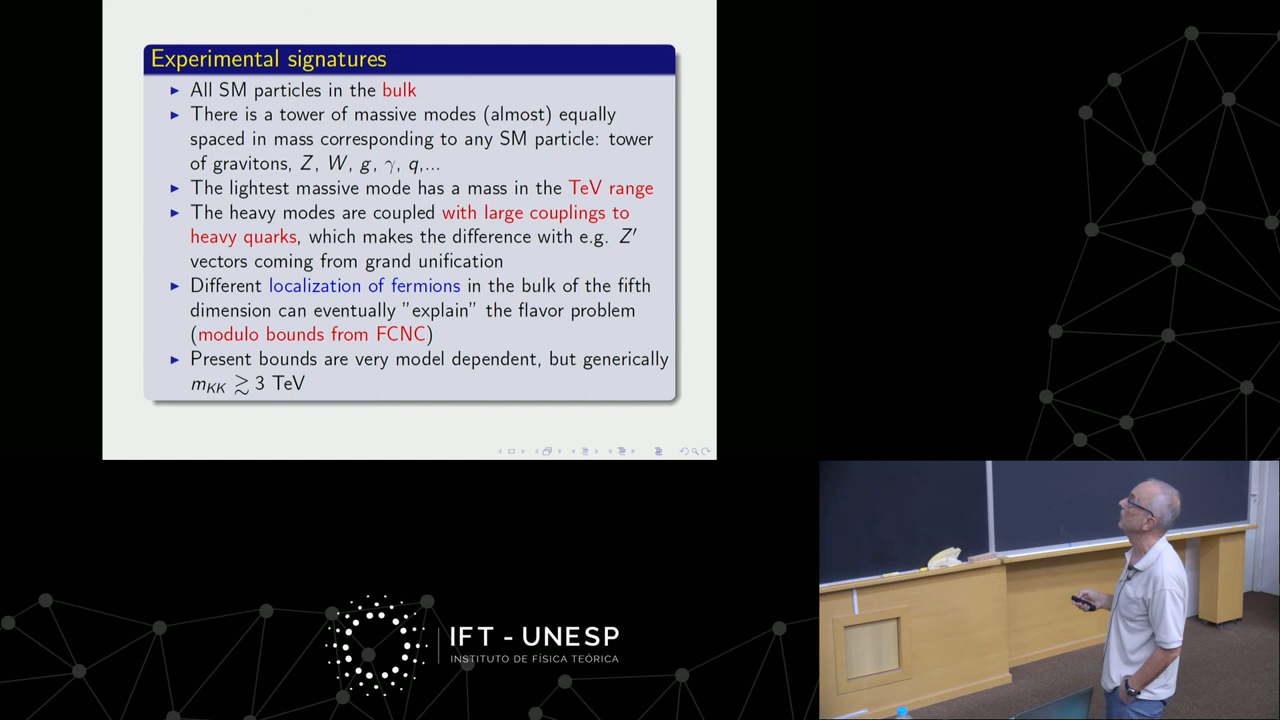 Experimental signatures
▶ All SM particles in the bulk
▶ There is a tower of massive modes (almost) equally
spaced in mass corresponding to any SM particle: tower
of gravitons, Z, W, g, γ, q,...
▶ The lightest massive mode has a mass in the TeV range
▶ The heavy modes are coupled with large couplings to
heavy quarks, which makes the difference with e.g. Z′
vectors coming from grand unification
▶ Different localization of fermions in the bulk of the fifth
dimension can eventually ”explain” the flavor problem
(modulo bounds from FCNC)
▶ Present bounds are very model dependent, but generically
m_KK ≳ 3 TeV
IFT - UNESP
INSTITUTO DE FÍSICA TEÓRICA